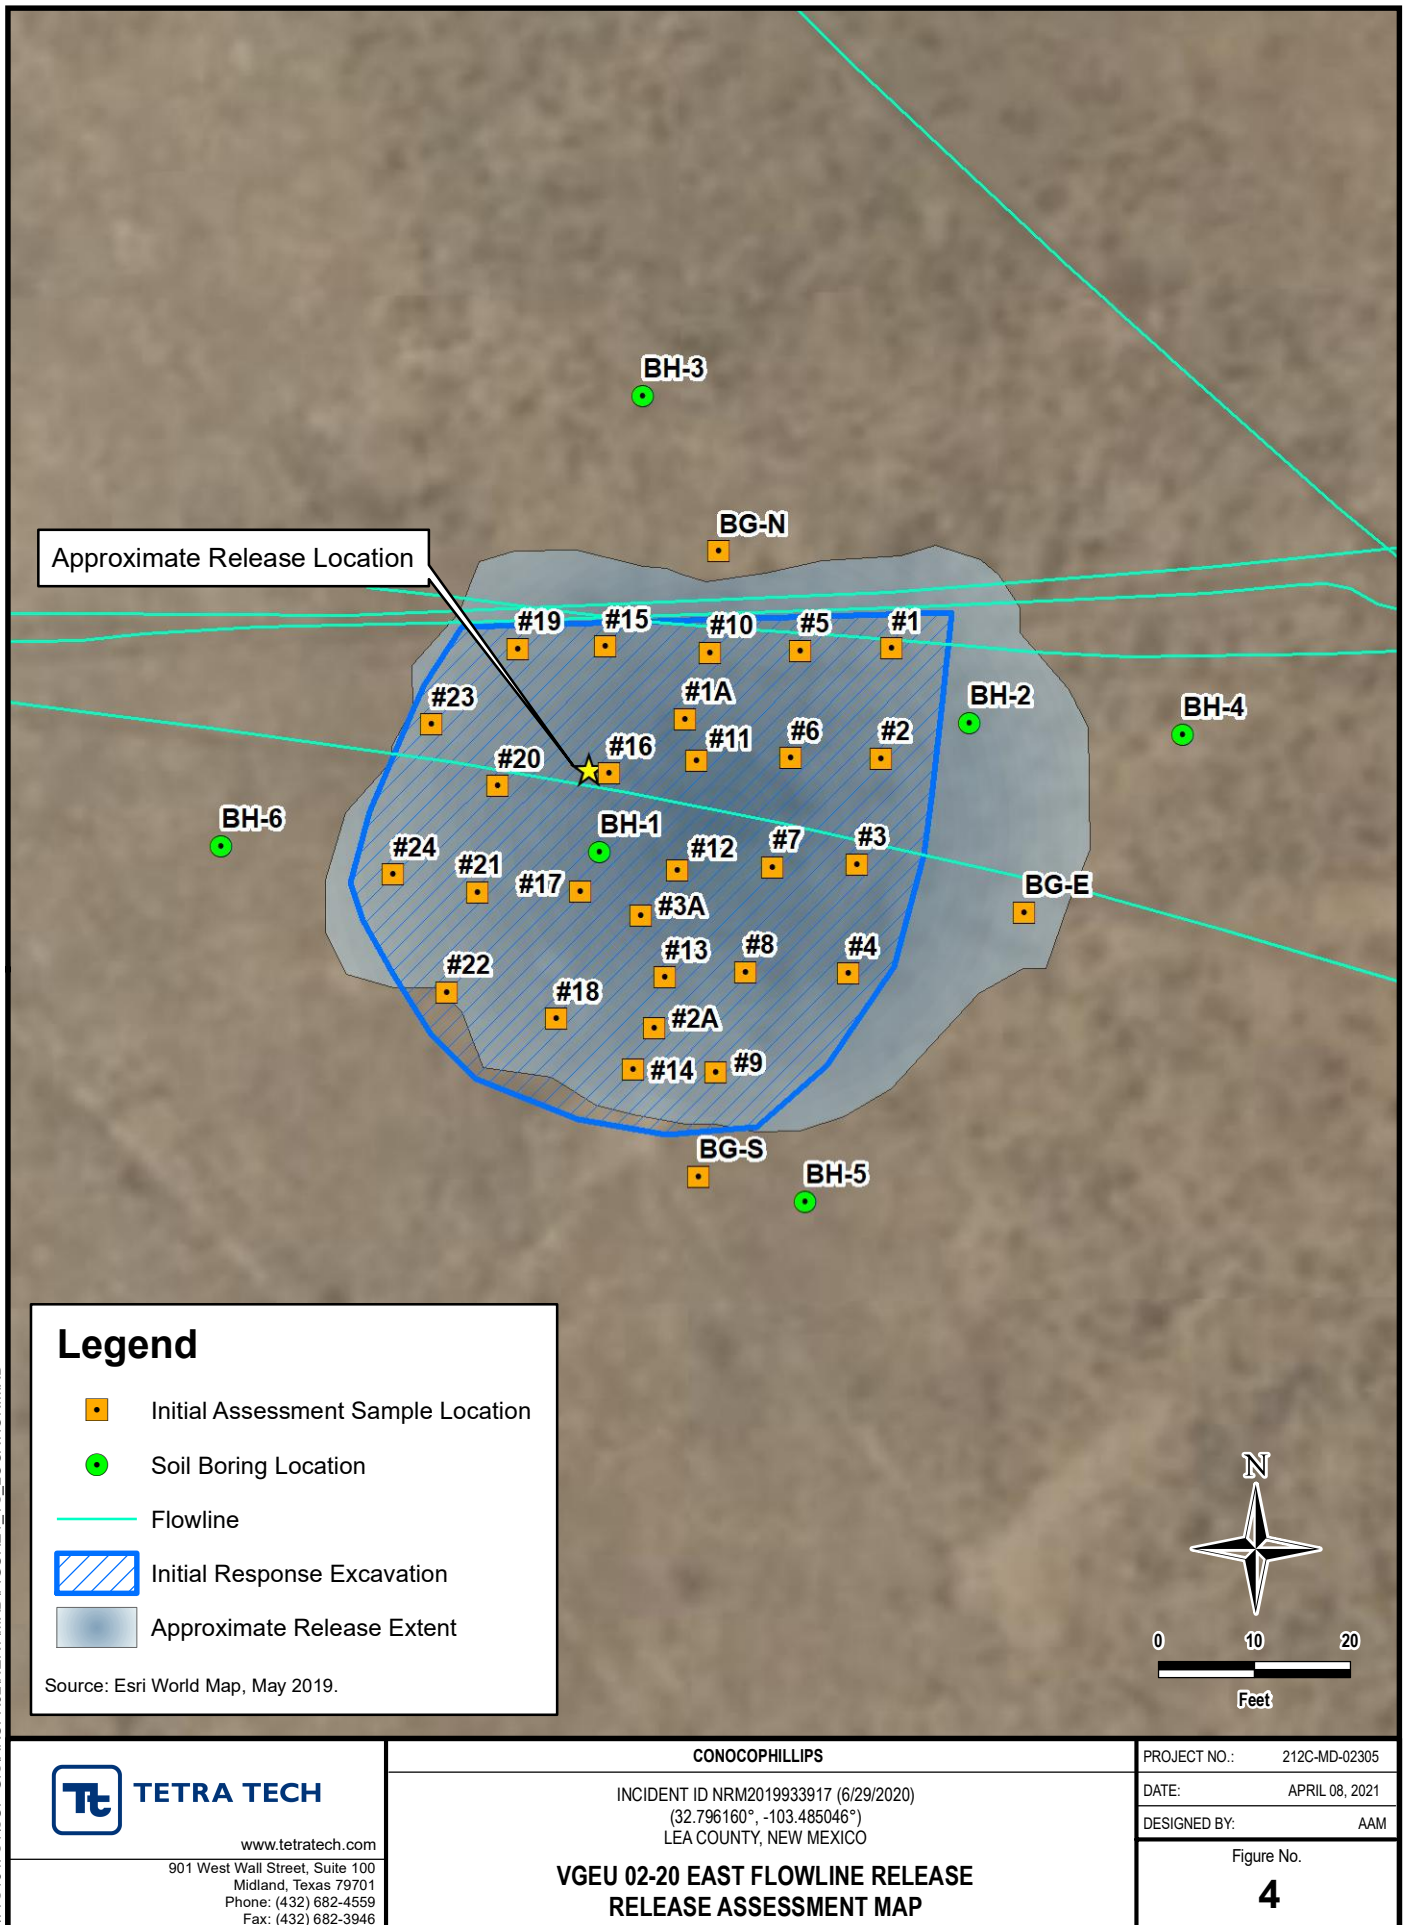 BH-3
BG-N
Approximate Release Location
#19
#15
#10
#5
#1
#23
#1A
BH-2
BH-4
#20
#16
#11
#6
#2
BH-6
BH-1
#24
#21
#17
#12
#7
#3
BG-E
#3A
#22
#13
#8
#4
#18
#2A
#14
#9
BG-S
BH-5
Legend
Initial Assessment Sample Location
Soil Boring Location
Flowline
Initial Response Excavation
Approximate Release Extent
Source: Esri World Map, May 2019.
N
0 10 20
Feet
Tt TETRA TECH
www.tetratech.com
901 West Wall Street, Suite 100
Midland, Texas 79701
Phone: (432) 682-4559
Fax: (432) 682-3946
CONOCOPHILLIPS
INCIDENT ID NRM2019933917 (6/29/2020)
(32.796160°, -103.485046°)
LEA COUNTY, NEW MEXICO
VGEU 02-20 EAST FLOWLINE RELEASE
RELEASE ASSESSMENT MAP
PROJECT NO.: 212C-MD-02305
DATE: APRIL 08, 2021
DESIGNED BY: AAM
Figure No.
4